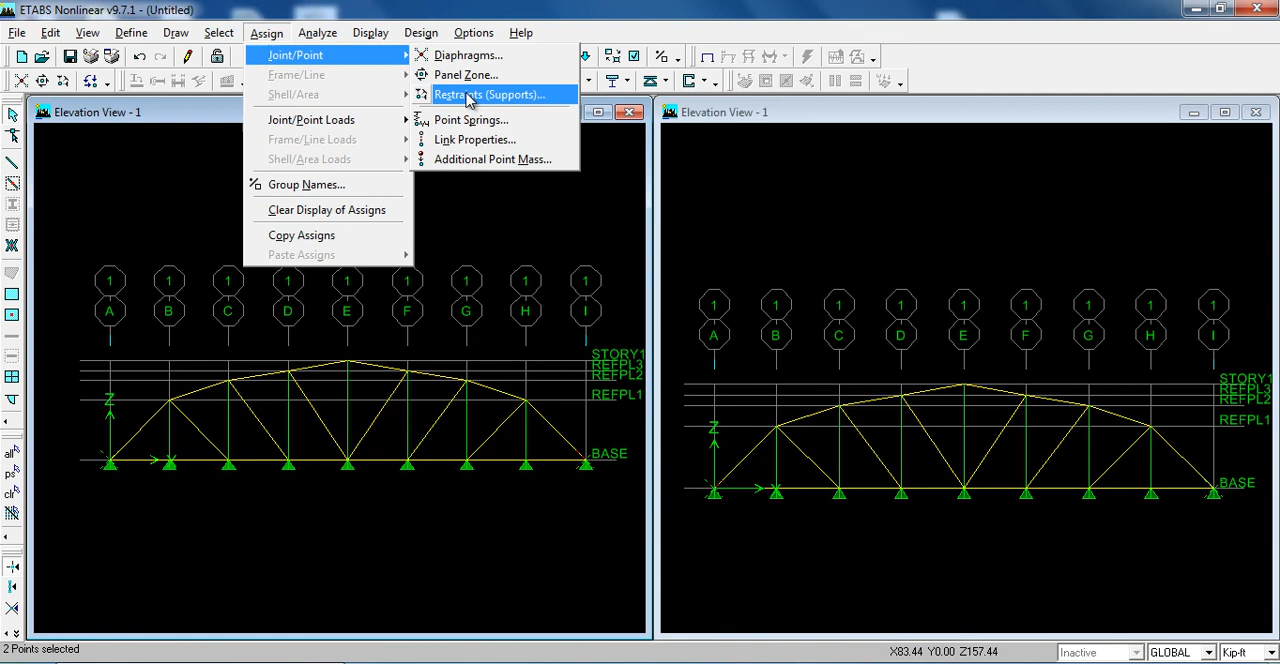 ETABS Nonlinear v9.7.1 - (Untitled)
File Edit View Define Draw Select Assign Analyze Display Design Options Help
Joint/Point
Frame/Line
Shell/Area
Joint/Point Loads
Frame/Line Loads
Shell/Area Loads
Group Names...
Clear Display of Assigns
Copy Assigns
Paste Assigns
Diaphragms...
Panel Zone...
Restraints (Supports)...
Point Springs...
Link Properties...
Additional Point Mass...
all
ps
clr
Elevation View - 1
1 1 1 1 1 1 1 1 1
A B C D E F G H I
STORY1
REFPL3
REFPL2
REFPL1
BASE
Z
X
Elevation View - 1
1 1 1 1 1 1 1 1 1
A B C D E F G H I
STORY1
REFPL3
REFPL2
REFPL1
BASE
Z
X
2 Points selected
X83.44 Y0.00 Z157.44
Inactive
GLOBAL
Kip-ft